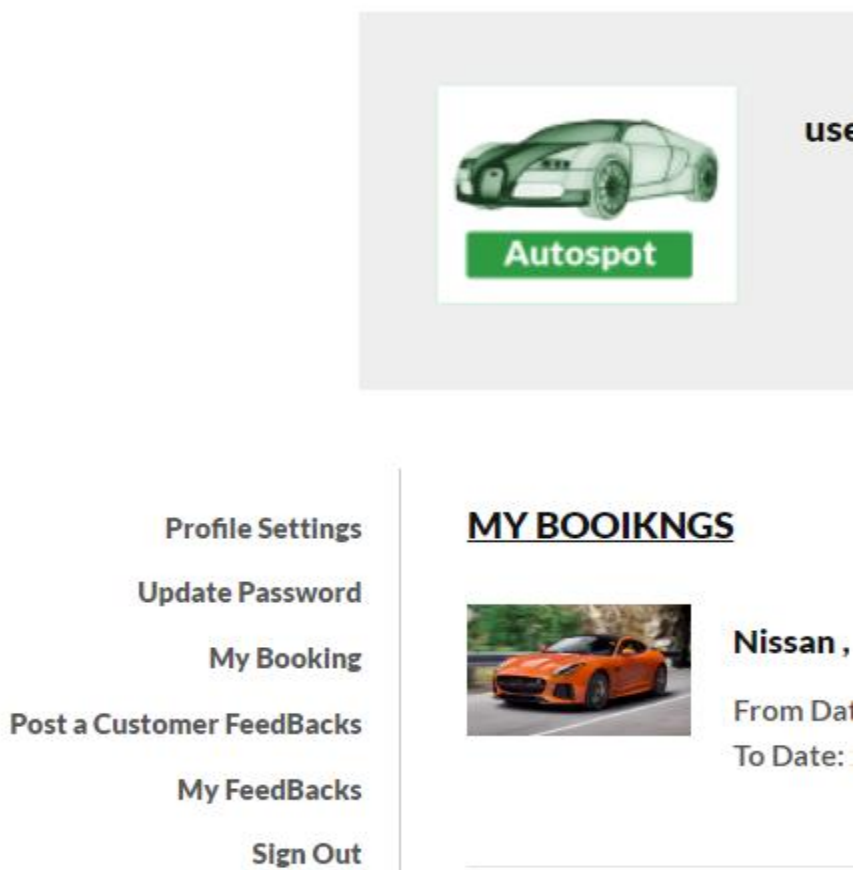 use
Autospot
Profile Settings
Update Password
My Booking
Post a Customer FeedBacks
My FeedBacks
Sign Out
MY BOOIKNGS
Nissan ,
From Dat
To Date: